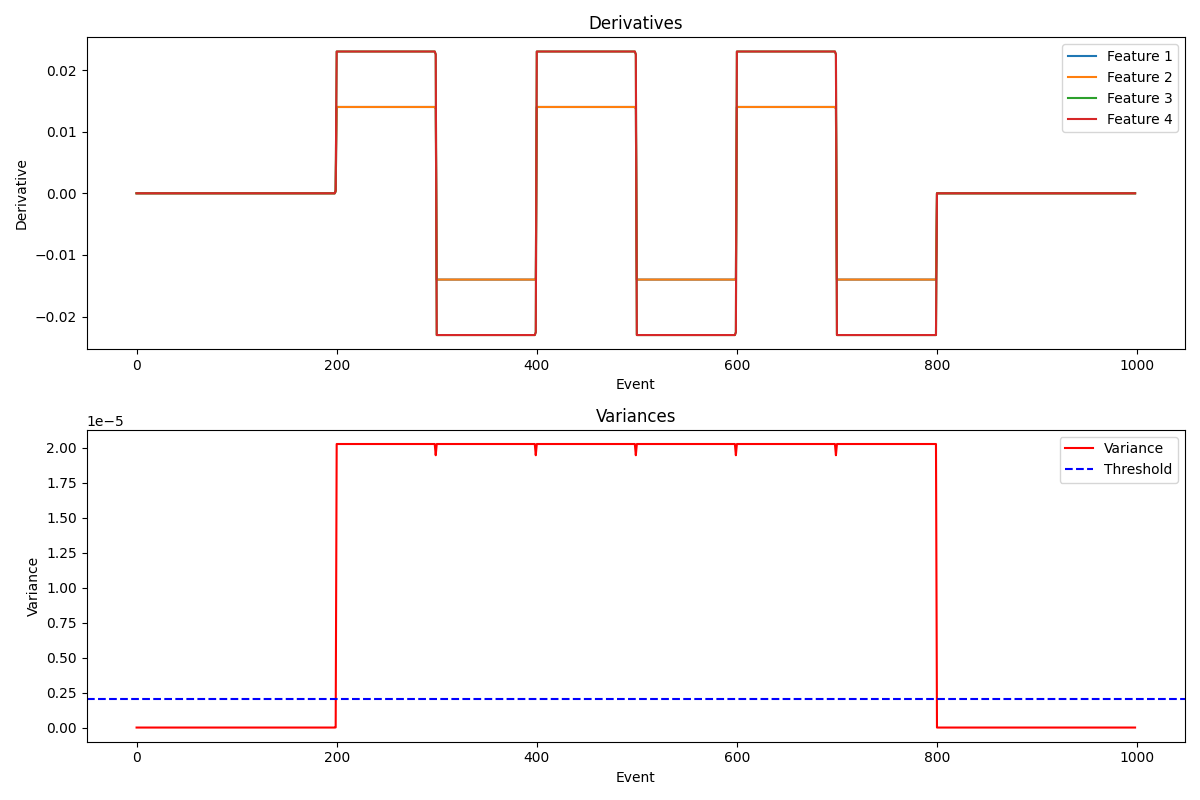 Derivatives
0.02
0.01
0.00
−0.01
−0.02
Derivative
Feature 1
Feature 2
Feature 3
Feature 4
0 200 400 600 800 1000
Event
Variances
1e−5
2.00
1.75
1.50
1.25
1.00
0.75
0.50
0.25
0.00
Variance
Variance
Threshold
0 200 400 600 800 1000
Event